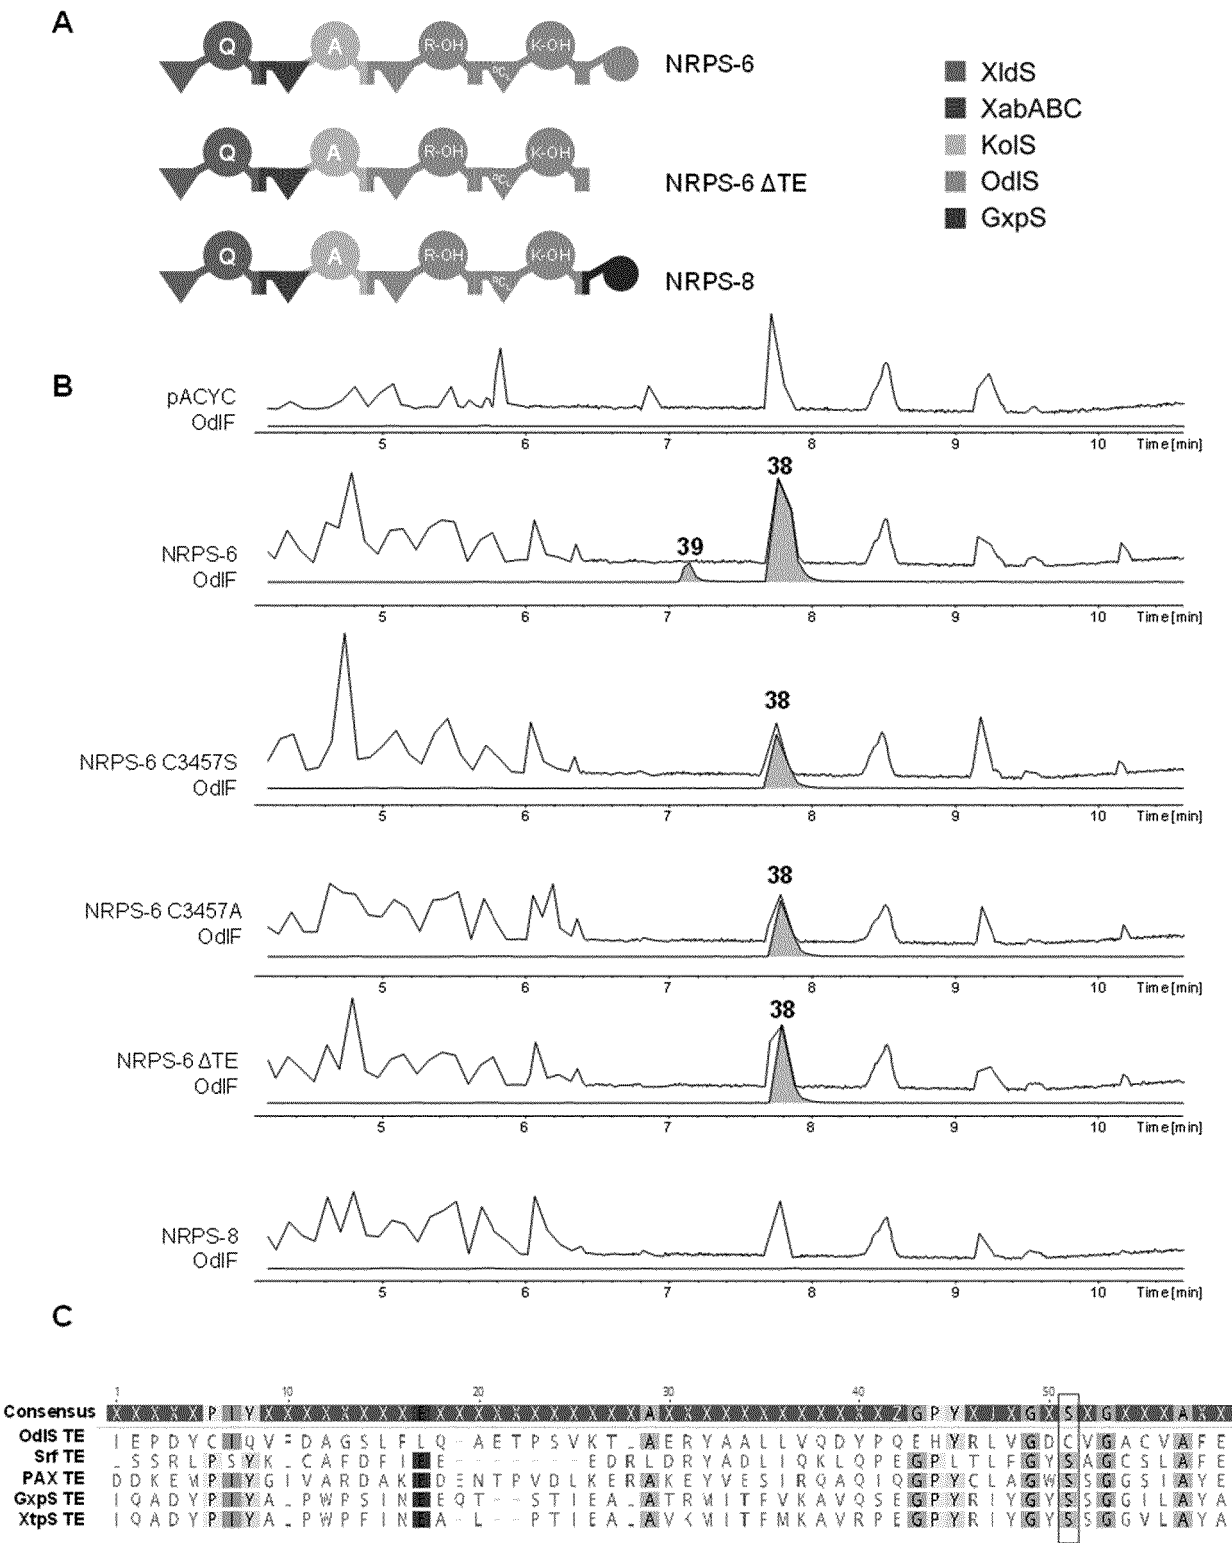 A
Q A R-OH DCL K-OH NRPS-6
Q A R-OH DCL K-OH NRPS-6 ΔTE
Q A R-OH DCL K-OH NRPS-8
XldS
XabABC
KolS
OdlS
GxpS
B
pACYC
OdlF
5 6 7 8 9 10 Time [min]
NRPS-6
OdlF
39 38
5 6 7 8 9 10 Time [min]
NRPS-6 C3457S
OdlF
38
5 6 7 8 9 10 Time [min]
NRPS-6 C3457A
OdlF
38
5 6 7 8 9 10 Time [min]
NRPS-6 ΔTE
OdlF
38
5 6 7 8 9 10 Time [min]
NRPS-8
OdlF
5 6 7 8 9 10 Time [min]
C
1 10 20 30 40 50
Consensus X X X X X P I Y
OdlS TE I E P D Y C I Q V F D A G S L F L Q - - A E T P S V K T - A E R Y A A L L V Q D Y P Q E H Y R L V G D C V G A C V A F E
Srf TE - S S R L P S Y K - C A F D F I E E - - - - - - - - E D R L D R Y A D L I Q K L Q P E G P L T L F G Y S A G C S L A F E
PAX TE D D K E M P I Y G I V A R D A K E D E N T P V D L K E R A K E Y V E S I R Q A Q I Q G P Y C L A G W S S G G S I A Y E
GxpS TE I Q A D Y P I Y A - P W P S I N E E Q T - - S T I E A - A T R M I T F V K A V Q S E G P Y R I Y G Y S S G G I L A Y A
XtpS TE I Q A D Y P I Y A - P W P F I N E A - L - - P T I E A - A V K M I T F M K A V R P E G P Y R I Y G Y S S G G V L A Y A